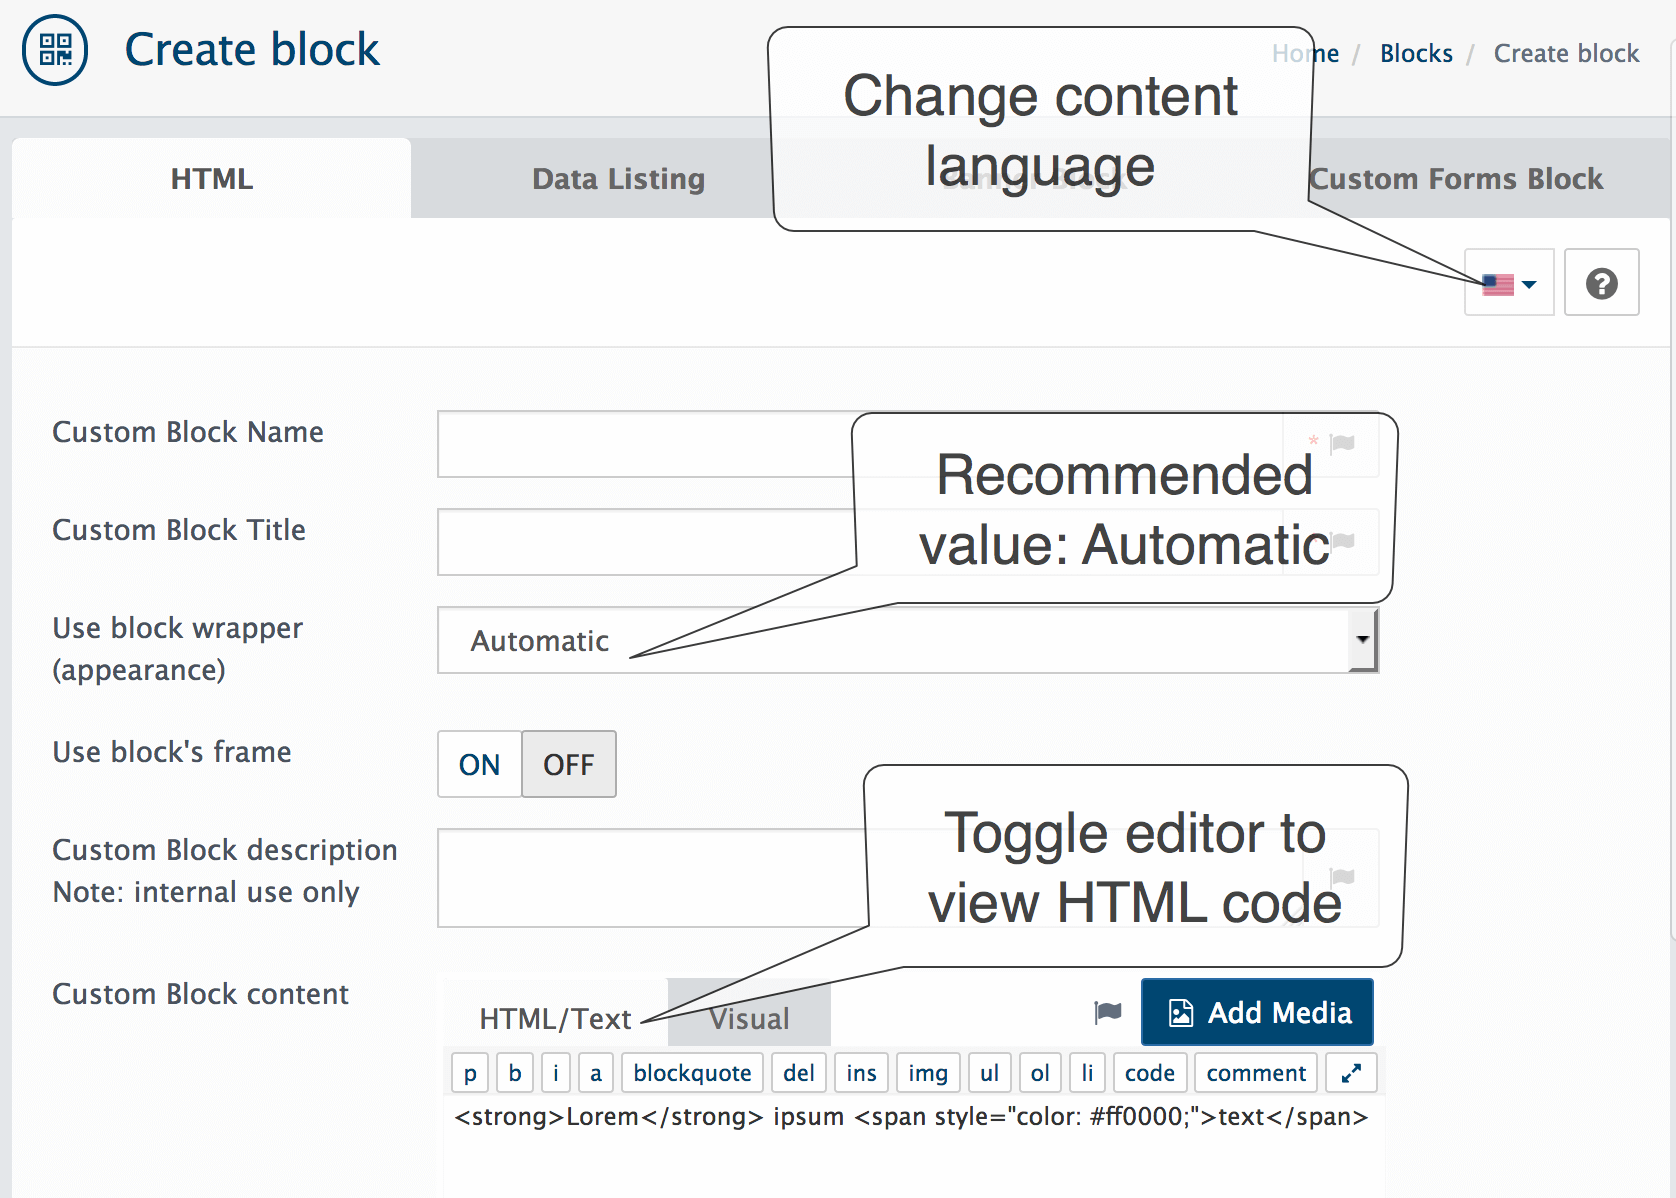 Create block
Home / Blocks / Create block
Change content
language
HTML
Data Listing
Banner Block
Custom Forms Block
Custom Block Name
*
Recommended
value: Automatic
Custom Block Title
Use block wrapper
(appearance)
Automatic
Use block's frame
ON OFF
Toggle editor to
view HTML code
Custom Block description
Note: internal use only
Custom Block content
HTML/Text
Visual
Add Media
p b i a blockquote del ins img ul ol li code comment
<strong>Lorem</strong> ipsum <span style="color: #ff0000;">text</span>